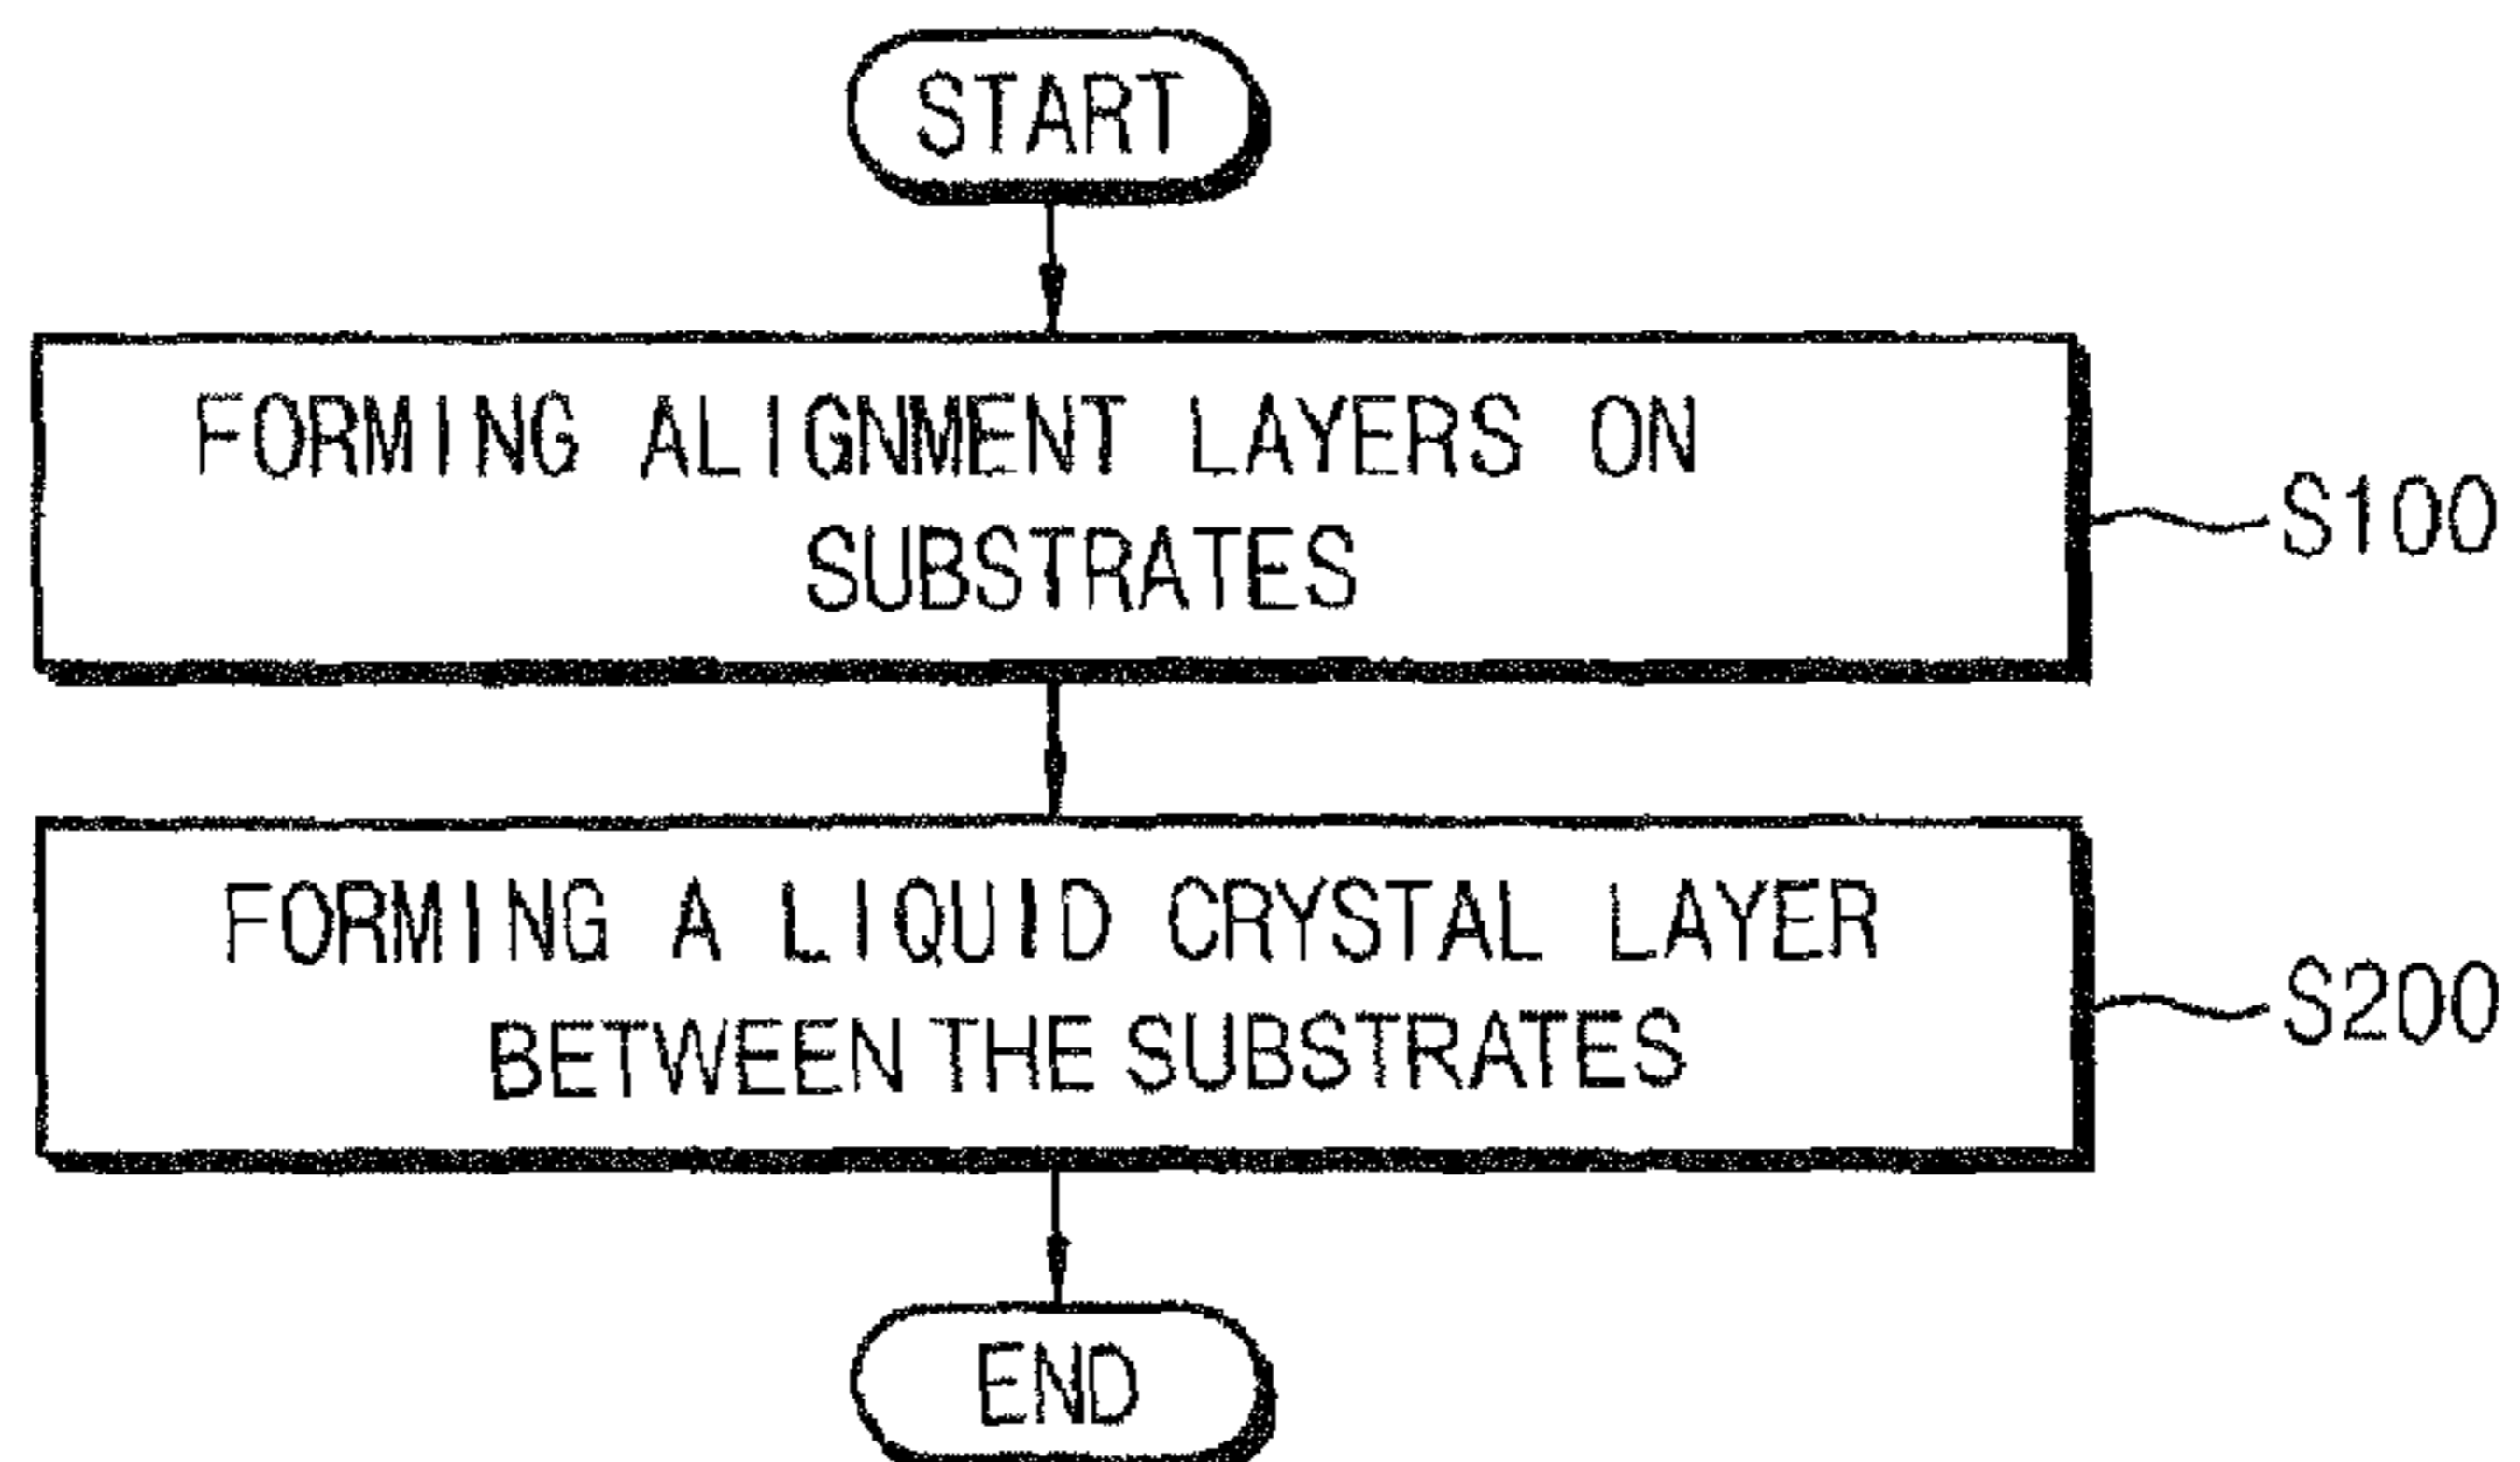 START
FORMING ALIGNMENT LAYERS ON
SUBSTRATES
S100
FORMING A LIQUID CRYSTAL LAYER
BETWEEN THE SUBSTRATES
S200
END